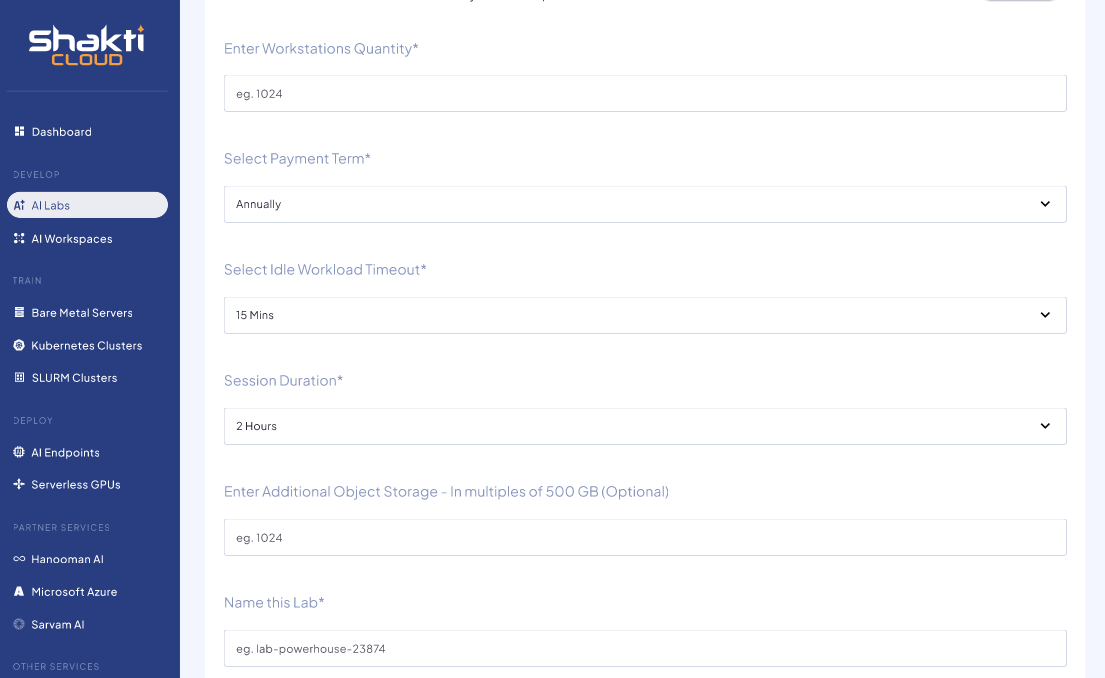 Shakti
CLOUD
Dashboard
DEVELOP
AI Labs
AI Workspaces
TRAIN
Bare Metal Servers
Kubernetes Clusters
SLURM Clusters
DEPLOY
AI Endpoints
Serverless GPUs
PARTNER SERVICES
Hanooman AI
Microsoft Azure
Sarvam AI
OTHER SERVICES
Enter Workstations Quantity*
eg. 1024
Select Payment Term*
Annually
Select Idle Workload Timeout*
15 Mins
Session Duration*
2 Hours
Enter Additional Object Storage - In multiples of 500 GB (Optional)
eg. 1024
Name this Lab*
eg. lab-powerhouse-23874